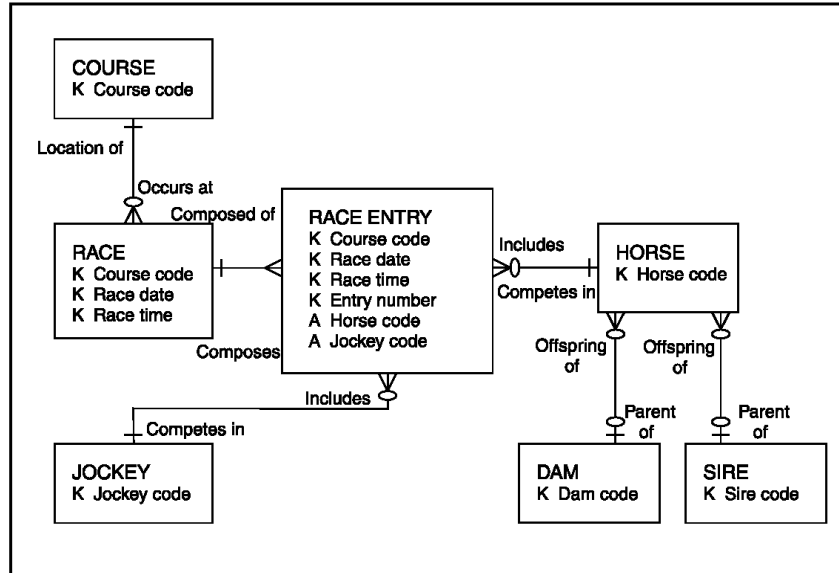 COURSE
K Course code
Location of
Occurs at
Composed of
RACE
K Course code
K Race date
K Race time
Composes
RACE ENTRY
K Course code
K Race date
K Race time
K Entry number
A Horse code
A Jockey code
Includes
Competes in
HORSE
K Horse code
Offspring
of
Offspring
of
Includes
Competes in
Parent
of
Parent
of
JOCKEY
K Jockey code
DAM
K Dam code
SIRE
K Sire code